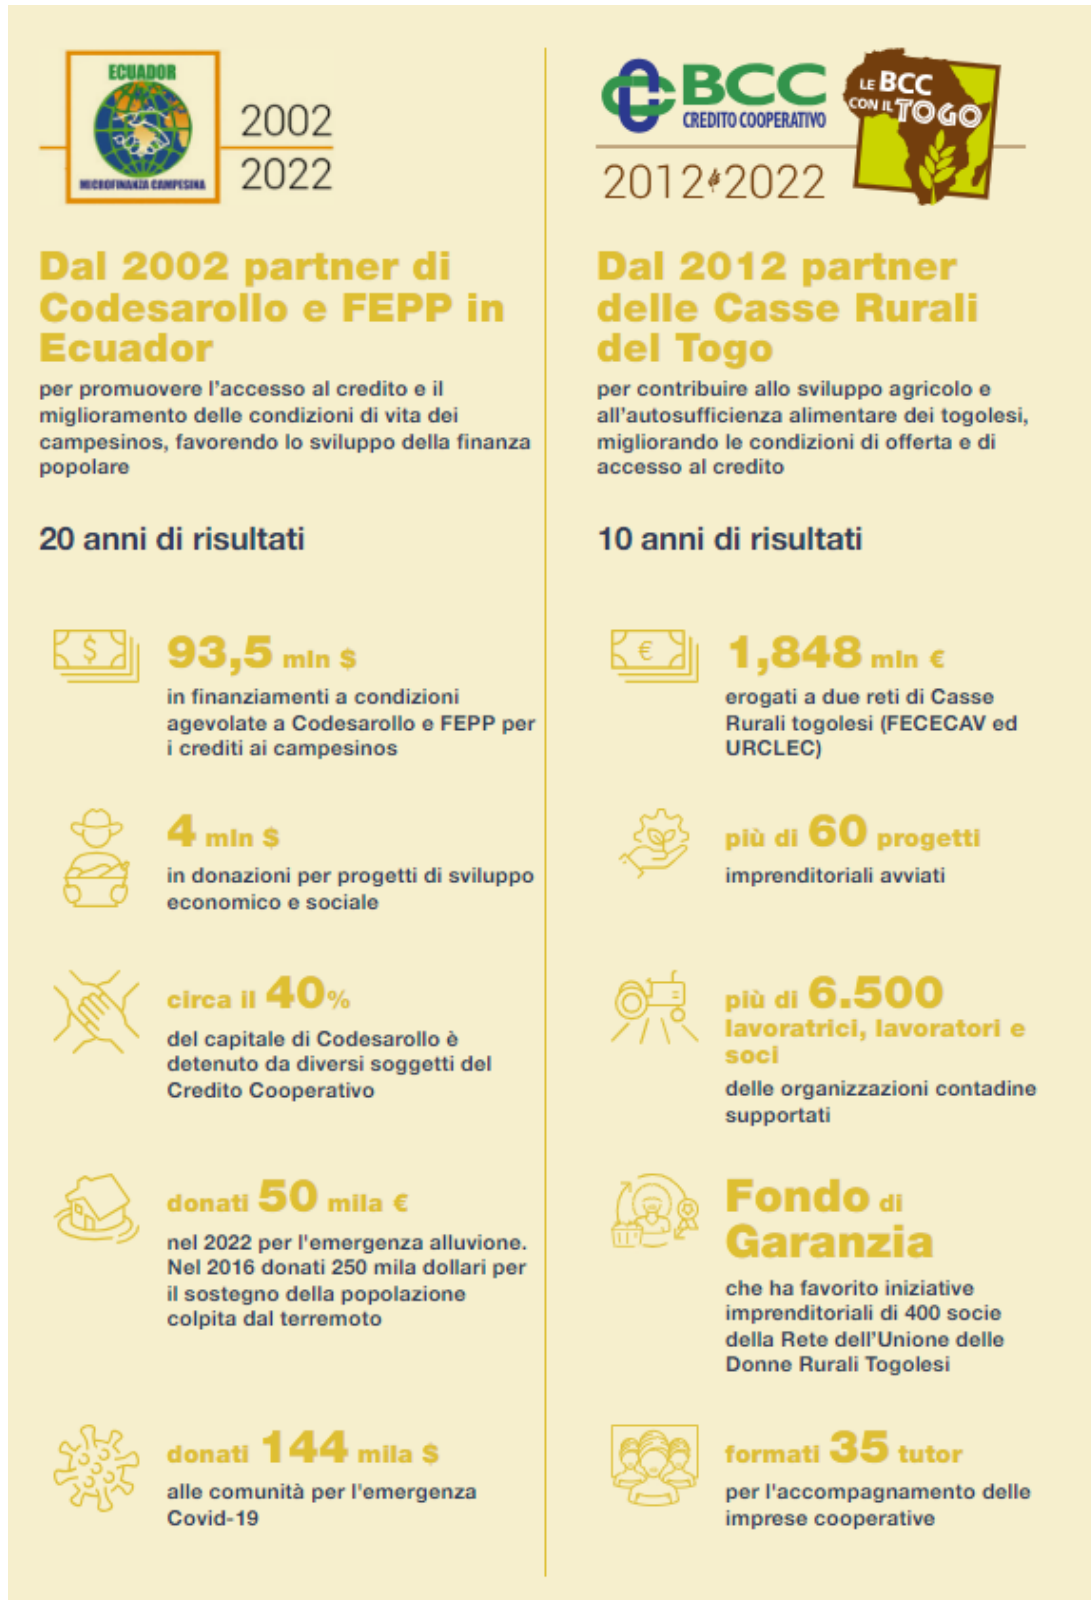 ECUADOR
MICROFINANZA CAMPESINA
2002
2022
Dal 2002 partner di
Codesarollo e FEPP in
Ecuador
per promuovere l'accesso al credito e il
miglioramento delle condizioni di vita dei
campesinos, favorendo lo sviluppo della finanza
popolare
20 anni di risultati
$
93,5 mln $
in finanziamenti a condizioni
agevolate a Codesarollo e FEPP per
i crediti ai campesinos
4 mln $
in donazioni per progetti di sviluppo
economico e sociale
circa il 40%
del capitale di Codesarollo è
detenuto da diversi soggetti del
Credito Cooperativo
donati 50 mila €
nel 2022 per l'emergenza alluvione.
Nel 2016 donati 250 mila dollari per
il sostegno della popolazione
colpita dal terremoto
donati 144 mila $
alle comunità per l'emergenza
Covid-19
BCC
CREDITO COOPERATIVO
LE BCC
CON IL TOGO
2012 2022
Dal 2012 partner
delle Casse Rurali
del Togo
per contribuire allo sviluppo agricolo e
all'autosufficienza alimentare dei togolesi,
migliorando le condizioni di offerta e di
accesso al credito
10 anni di risultati
€
1,848 mln €
erogati a due reti di Casse
Rurali togolesi (FECECAV ed
URCLEC)
più di 60 progetti
imprenditoriali avviati
più di 6.500
lavoratrici, lavoratori e
soci
delle organizzazioni contadine
supportati
Fondo di
Garanzia
che ha favorito iniziative
imprenditoriali di 400 socie
della Rete dell'Unione delle
Donne Rurali Togolesi
formati 35 tutor
per l'accompagnamento delle
imprese cooperative